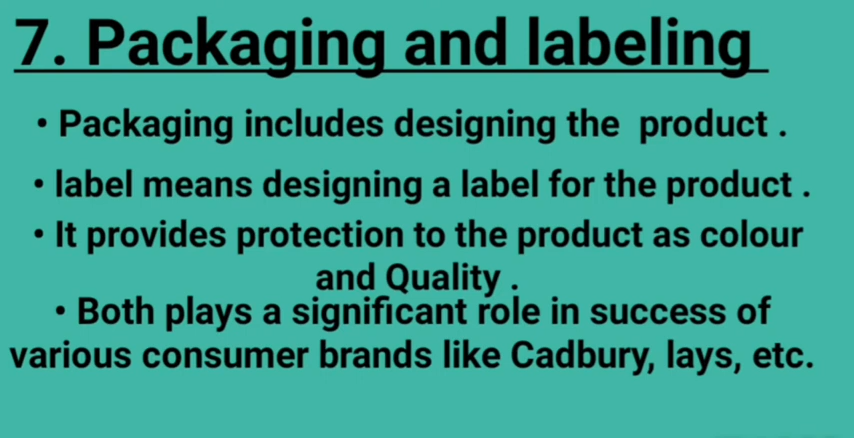 7. Packaging and labeling
• Packaging includes designing the product .
• label means designing a label for the product .
• It provides protection to the product as colour
and Quality .
• Both plays a significant role in success of
various consumer brands like Cadbury, lays, etc.